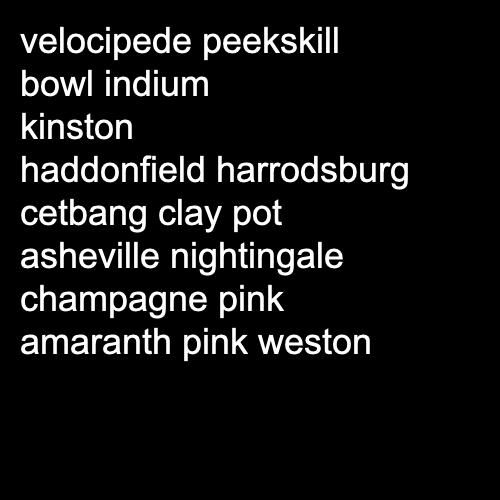 velocipede peekskill
bowl indium
kinston
haddonfield harrodsburg
cetbang clay pot
asheville nightingale
champagne pink
amaranth pink weston